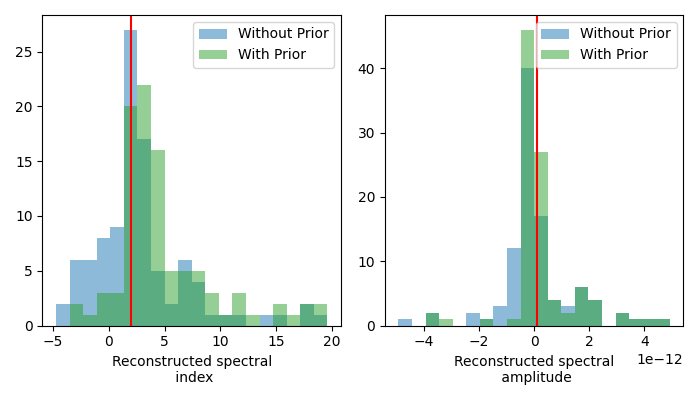 Without Prior
With Prior
25
20
15
10
5
0
−5
0
5
10
15
20
Reconstructed spectral
index
Without Prior
With Prior
40
30
20
10
0
−4
−2
0
2
4
1e−12
Reconstructed spectral
amplitude